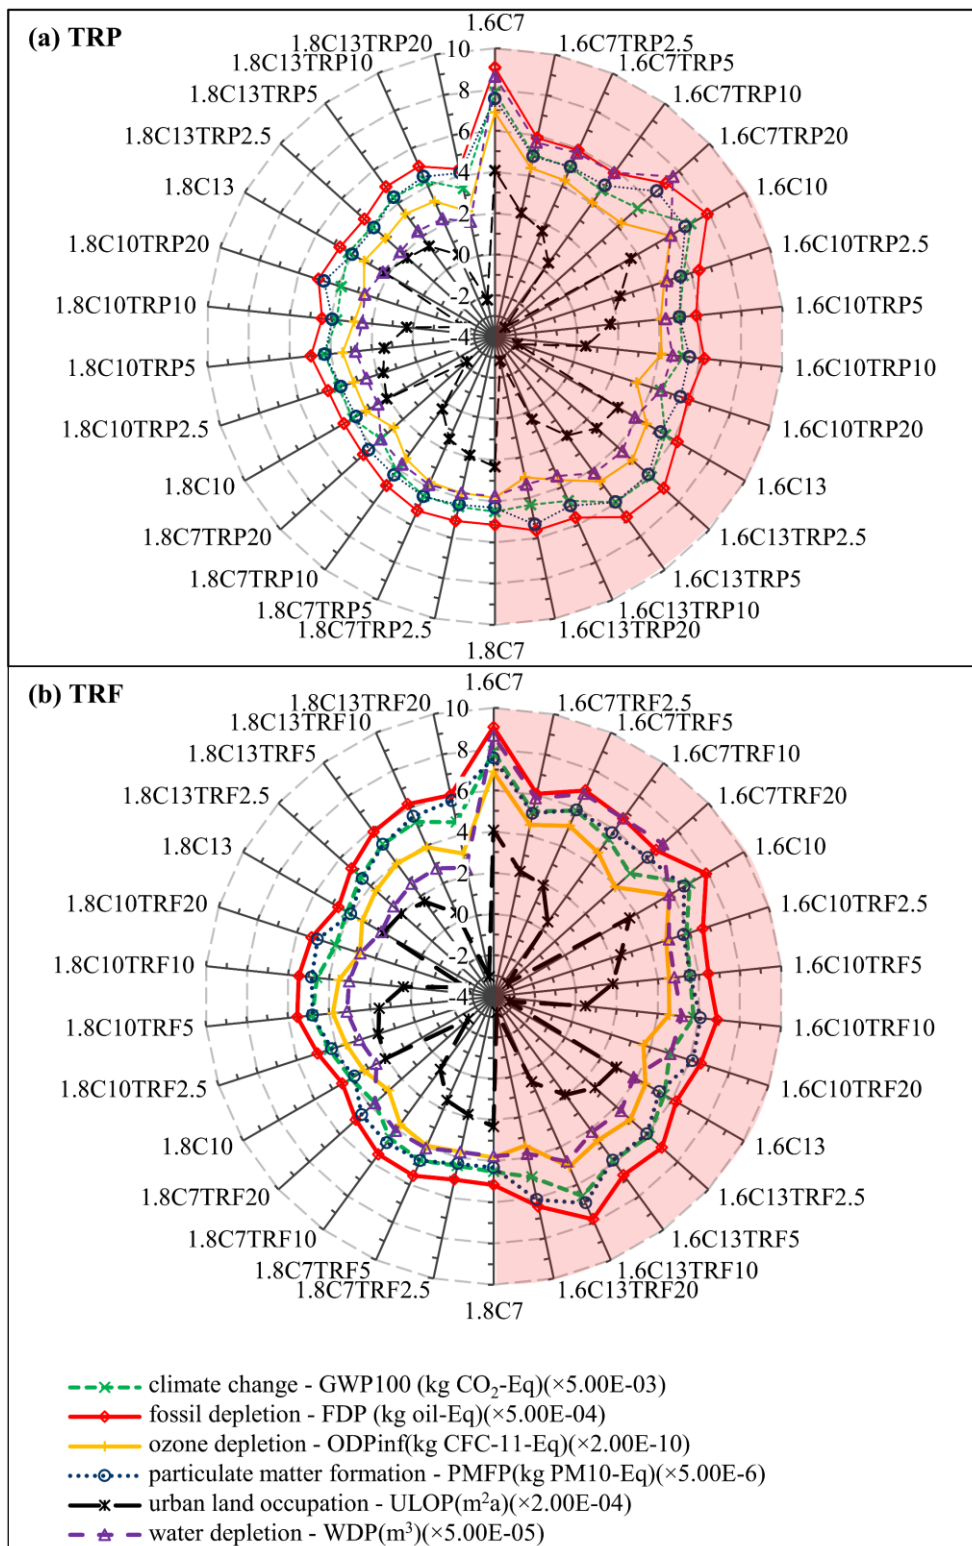 (a) TRP
1.6C7
1.6C7TRP2.5
1.6C7TRP5
1.6C7TRP10
1.6C7TRP20
1.6C10
1.6C10TRP2.5
1.6C10TRP5
1.6C10TRP10
1.6C10TRP20
1.6C13
1.6C13TRP2.5
1.6C13TRP5
1.6C13TRP10
1.6C13TRP20
1.8C7
1.8C7TRP2.5
1.8C7TRP5
1.8C7TRP10
1.8C7TRP20
1.8C10
1.8C10TRP2.5
1.8C10TRP5
1.8C10TRP10
1.8C10TRP20
1.8C13
1.8C13TRP2.5
1.8C13TRP5
1.8C13TRP10
1.8C13TRP20
10
8
6
4
2
0
-2
-4
(b) TRF
1.6C7
1.6C7TRF2.5
1.6C7TRF5
1.6C7TRF10
1.6C7TRF20
1.6C10
1.6C10TRF2.5
1.6C10TRF5
1.6C10TRF10
1.6C10TRF20
1.6C13
1.6C13TRF2.5
1.6C13TRF5
1.6C13TRF10
1.6C13TRF20
1.8C7
1.8C7TRF2.5
1.8C7TRF5
1.8C7TRF10
1.8C7TRF20
1.8C10
1.8C10TRF2.5
1.8C10TRF5
1.8C10TRF10
1.8C10TRF20
1.8C13
1.8C13TRF2.5
1.8C13TRF5
1.8C13TRF10
1.8C13TRF20
10
8
6
4
2
0
-2
-4
climate change - GWP100 (kg CO₂-Eq)(×5.00E-03)
fossil depletion - FDP (kg oil-Eq)(×5.00E-04)
ozone depletion - ODPinf(kg CFC-11-Eq)(×2.00E-10)
particulate matter formation - PMFP(kg PM10-Eq)(×5.00E-6)
urban land occupation - ULOP(m²a)(×2.00E-04)
water depletion - WDP(m³)(×5.00E-05)